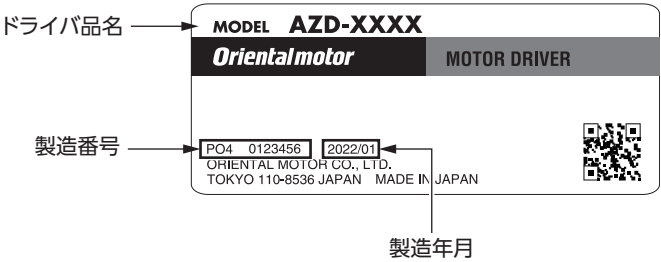 ドライバ品名
MODEL AZD-XXXX
Orientalmotor MOTOR DRIVER
製造番号
PO4 0123456 2022/01
ORIENTAL MOTOR CO., LTD.
TOKYO 110-8536 JAPAN MADE IN JAPAN
製造年月